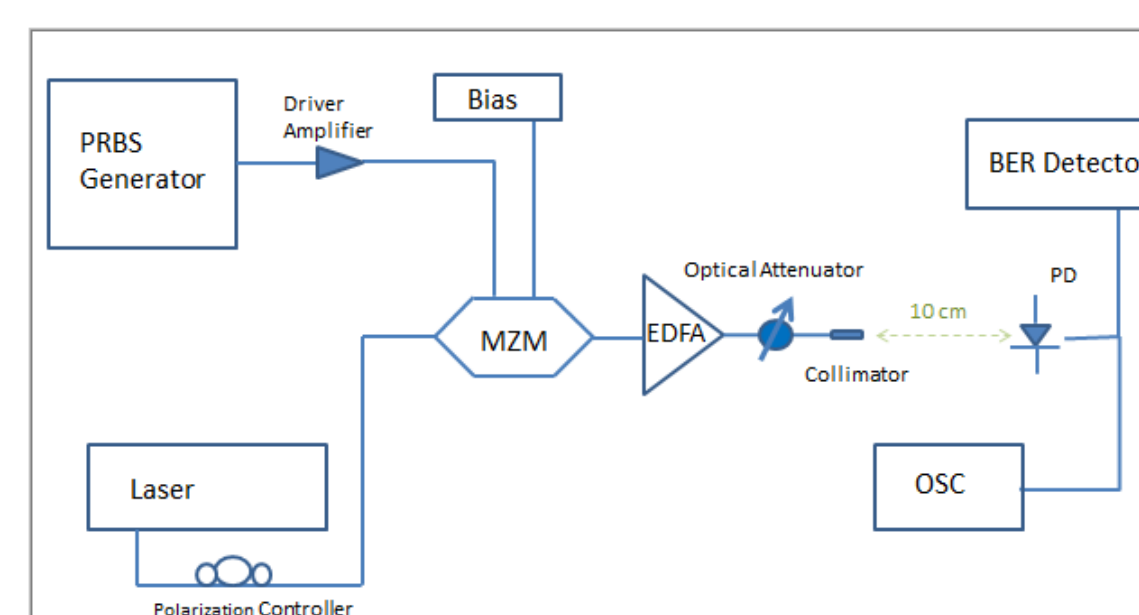 PRBS
Generator
Driver
Amplifier
Bias
BER Detecto
Optical Attenuator
PD
10 cm
MZM
EDFA
Collimator
Laser
OSC
Polarization Controller